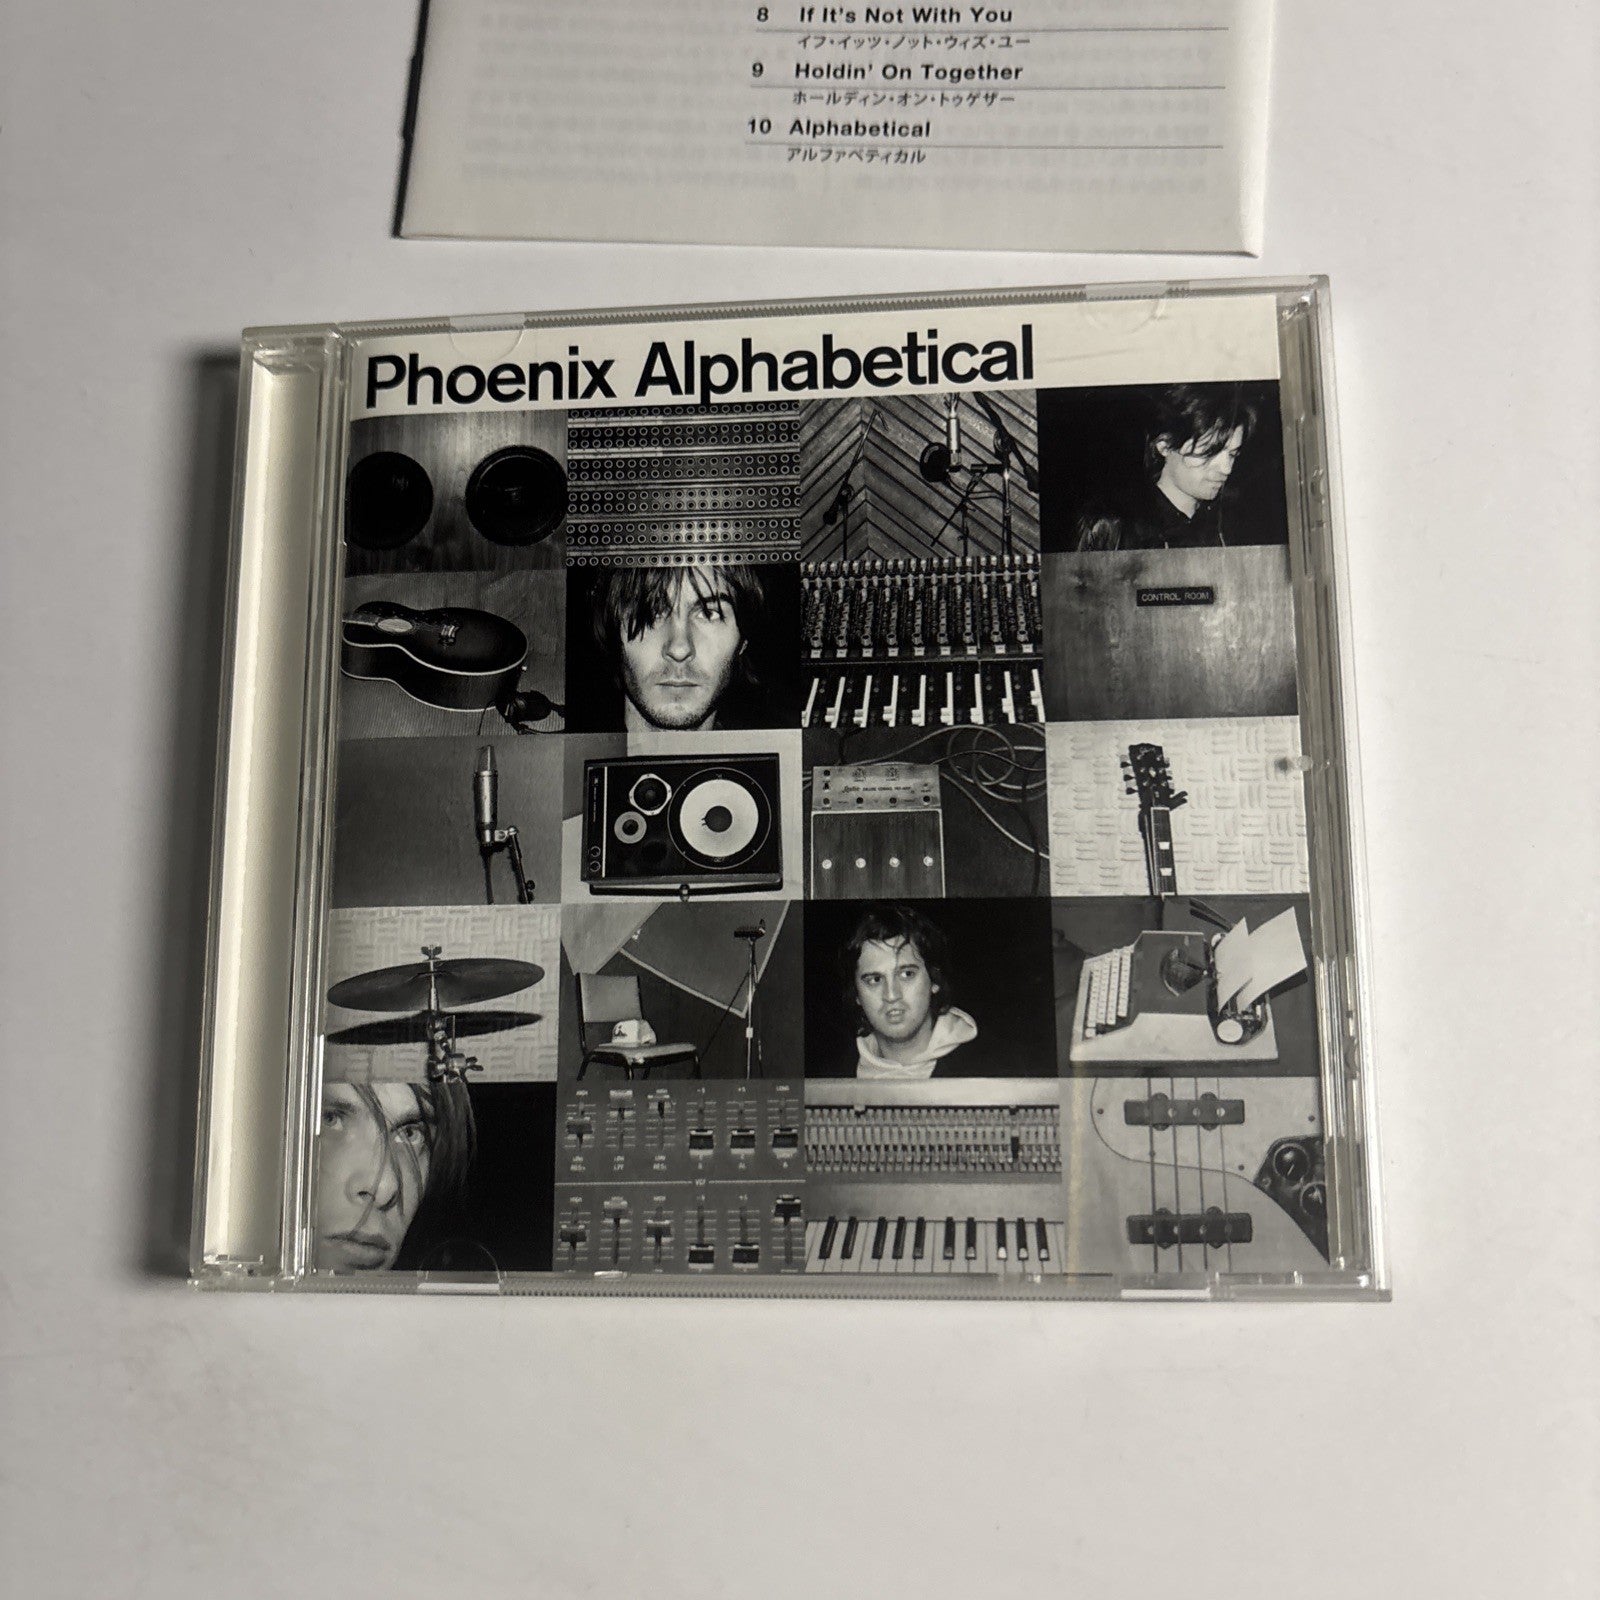 8 If It's Not With You
イフ・イッツ・ノット・ウィズ・ユー
9 Holdin' On Together
ホールディン・オン・トゥゲザー
10 Alphabetical
アルファベティカル
Phoenix Alphabetical
CONTROL ROOM